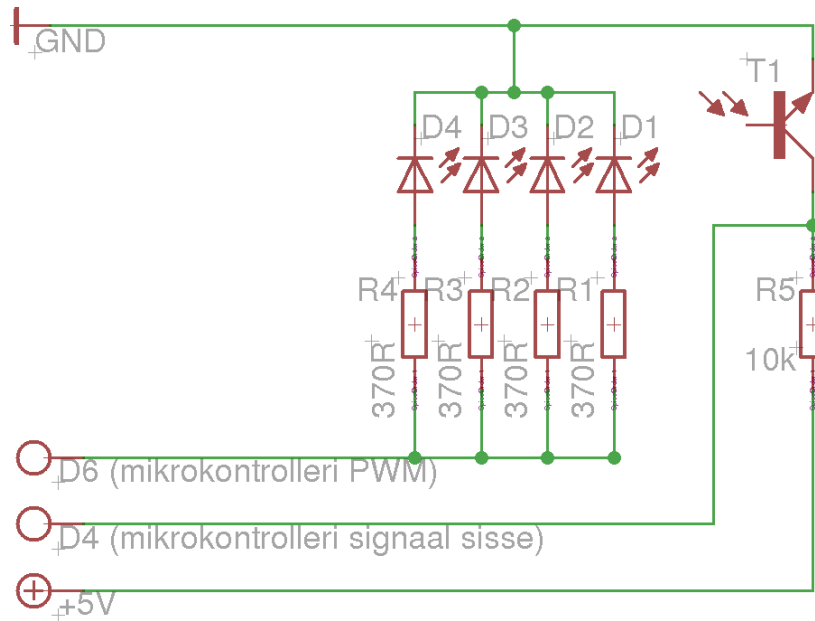 GND
T1
D4 D3 D2 D1
R4 R3 R2 R1 R5
370R 370R 370R 370R 10k
D6 (mikrokontrolleri PWM)
D4 (mikrokontrolleri signaal sisse)
+5V